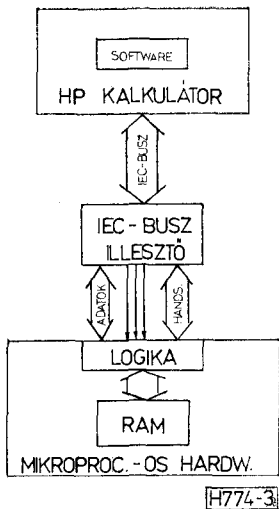 SOFTWARE
HP KALKULÁTOR
IEC-BUSZ
IEC-BUSZ
ILLESZTŐ
ADATOK
HANDS.
LOGIKA
RAM
MIKROPROC.-OS HARDW.
H774-3